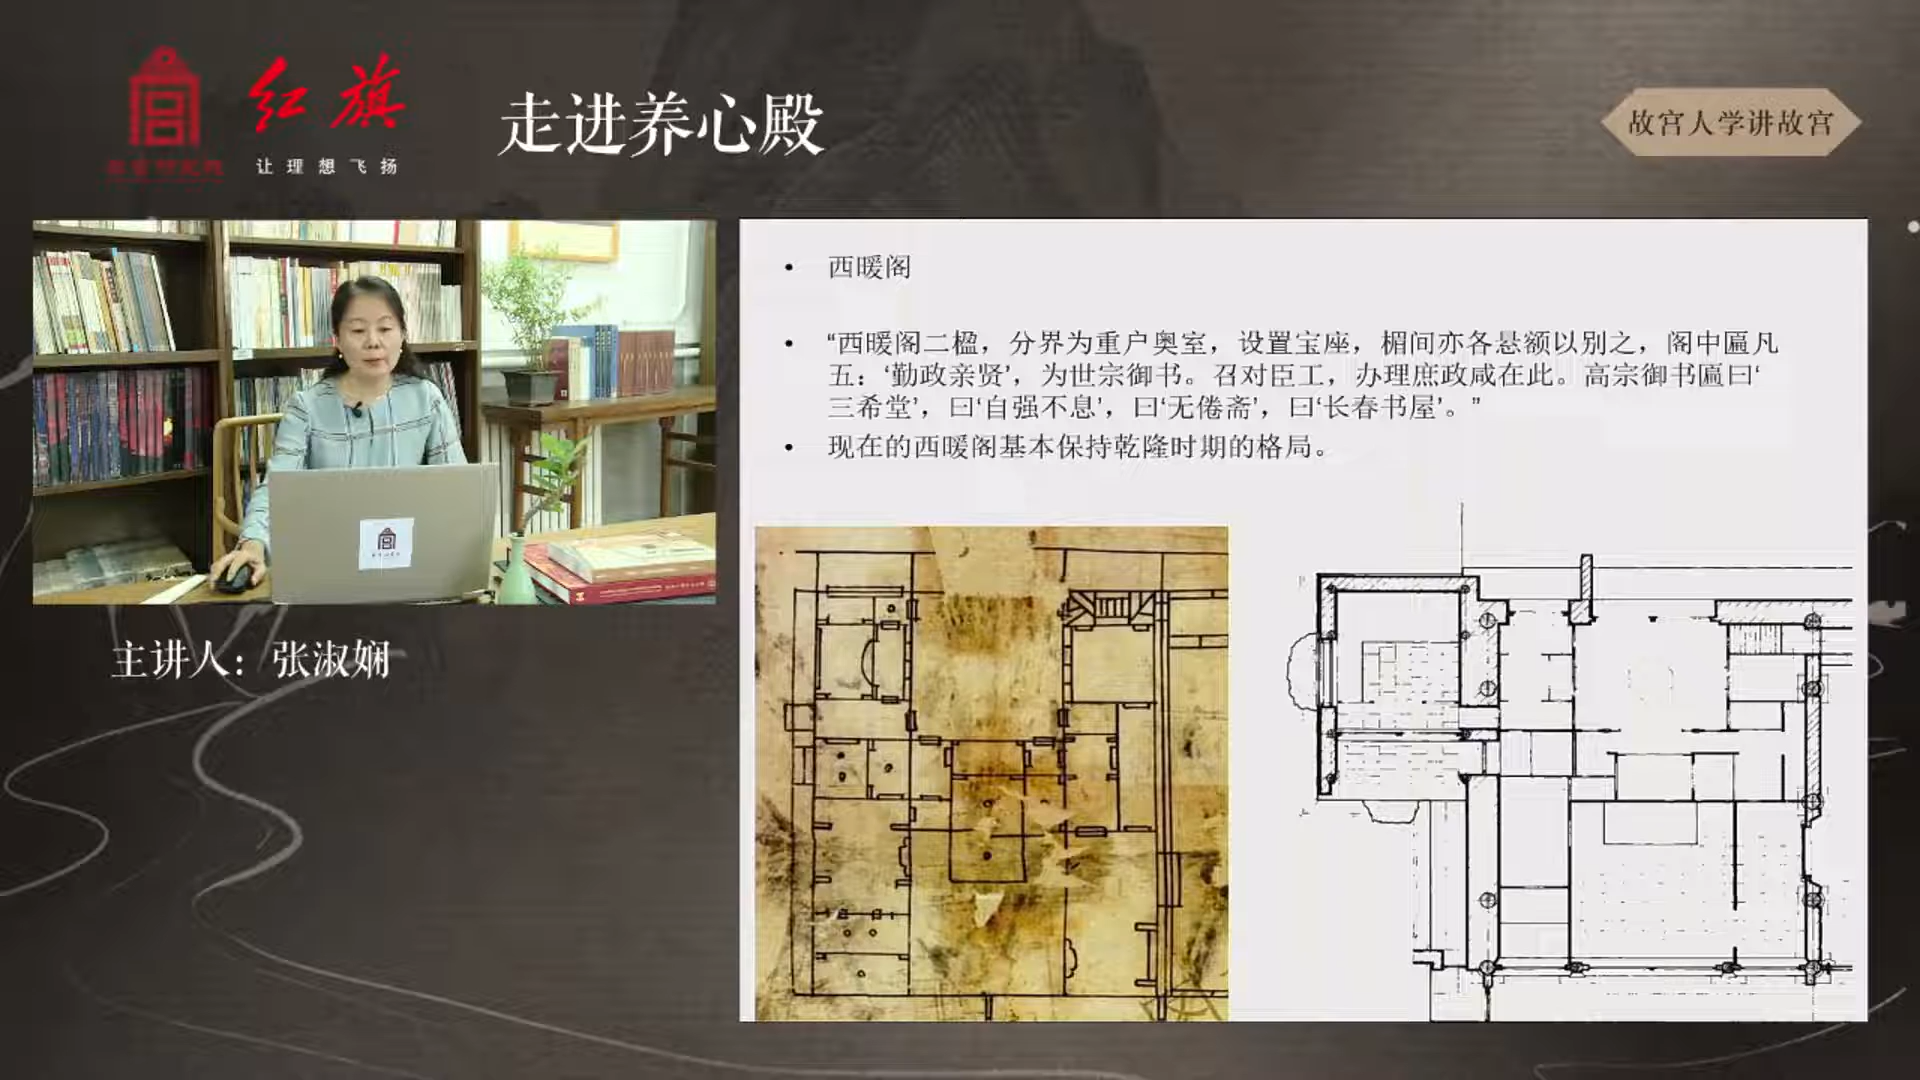 红旗
让理想飞扬
走进养心殿
故宫人学讲故宫
• 西暖阁
• “西暖阁二楹，分界为重户奥室，设置宝座，楣间亦各悬额以别之，阁中匾凡
五：‘勤政亲贤’，为世宗御书。召对臣工，办理庶政咸在此。高宗御书匾曰‘
三希堂’，曰‘自强不息’，曰‘无倦斋’，曰‘长春书屋’。”
• 现在的西暖阁基本保持乾隆时期的格局。
主讲人：张淑娴